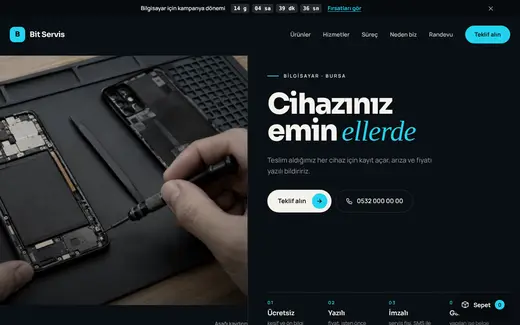 Bilgisayar için kampanya dönemi 14 g 04 sa 39 dk 36 sn Fırsatları gör
B Bit Servis
Ürünler Hizmetler Süreç Neden biz Randevu Teklif alın
BİLGİSAYAR · BURSA
Cihazınız
emin ellerde
Teslim aldığımız her cihaz için kayıt açar, arıza ve fiyatı
yazılı bildiririz.
Teklif alın 0532 000 00 00
01 02 03 0
Ücretsiz Yazılı İmzalı
Sepet 0